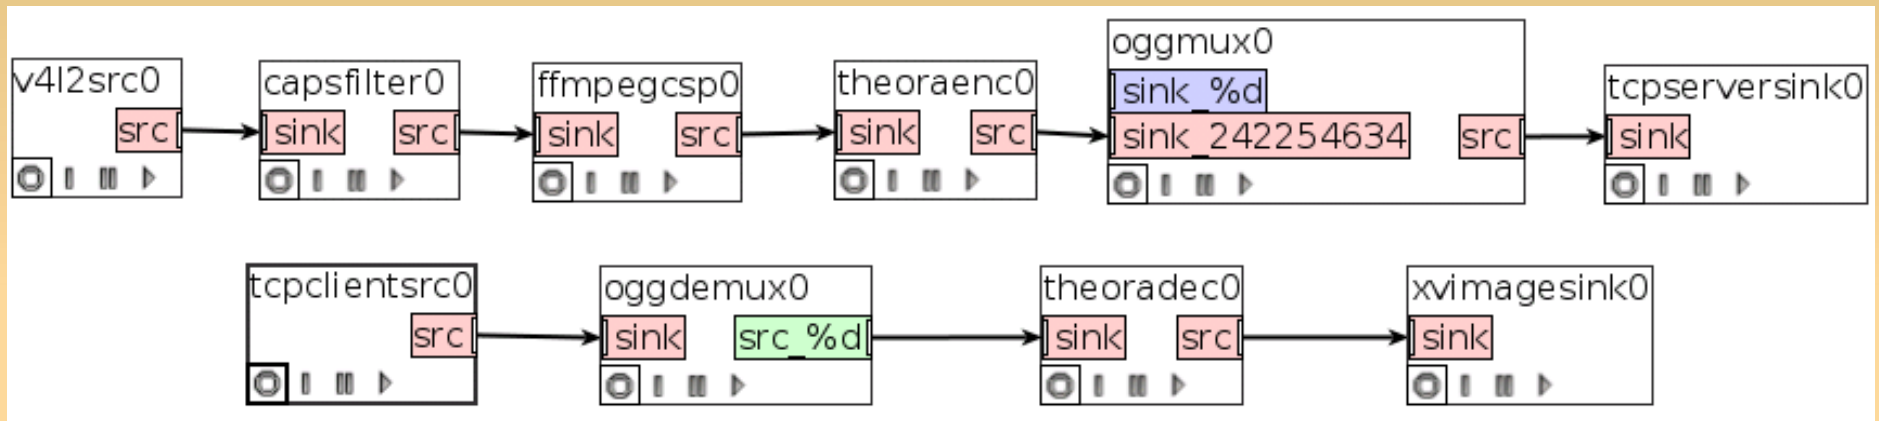 v4l2src0
src
capsfilter0
sink src
ffmpegcsp0
sink src
theoraenc0
sink src
oggmux0
sink_%d
sink_242254634 src
tcpserversink0
sink
tcpclientsrc0
src
oggdemux0
sink src_%d
theoradec0
sink src
xvimagesink0
sink